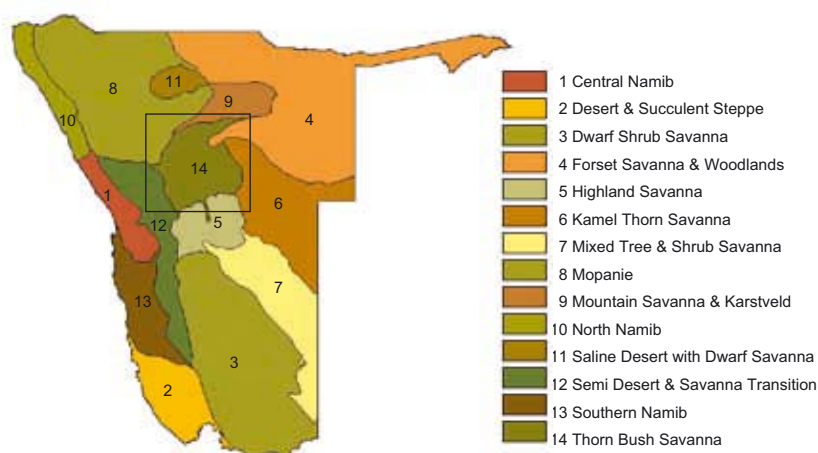 8
11
9
4
10
14
1
12
5
6
13
7
3
2
1 Central Namib
2 Desert & Succulent Steppe
3 Dwarf Shrub Savanna
4 Forset Savanna & Woodlands
5 Highland Savanna
6 Kamel Thorn Savanna
7 Mixed Tree & Shrub Savanna
8 Mopanie
9 Mountain Savanna & Karstveld
10 North Namib
11 Saline Desert with Dwarf Savanna
12 Semi Desert & Savanna Transition
13 Southern Namib
14 Thorn Bush Savanna